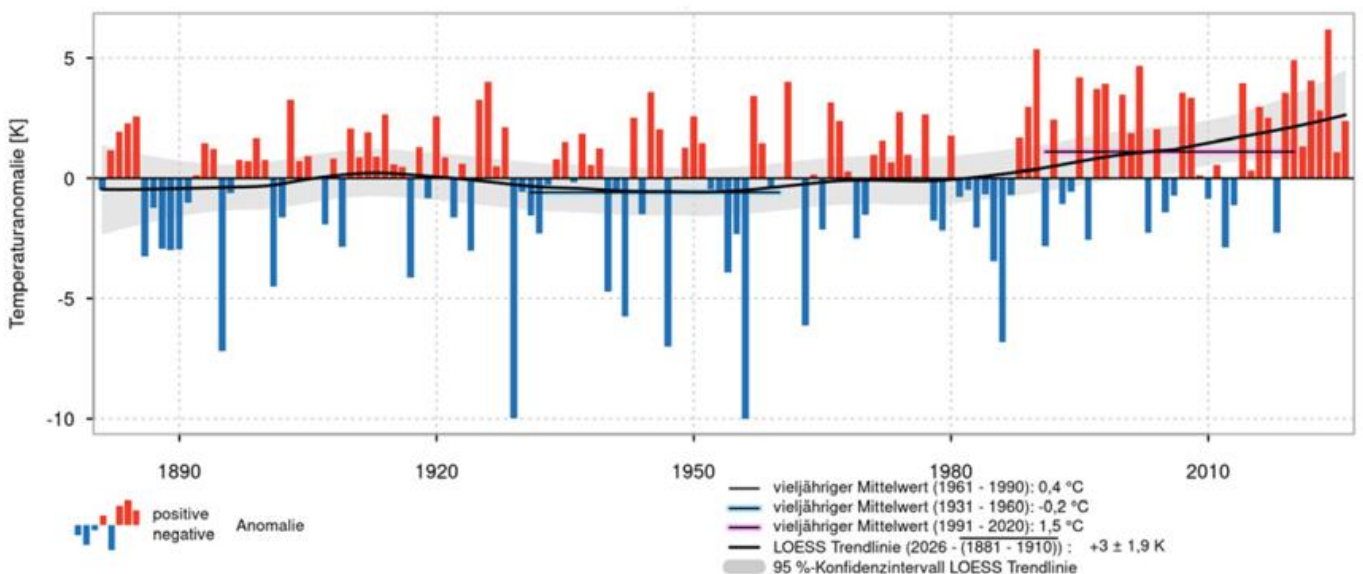 Temperaturanomalie [K]
5
0
-5
-10
1890 1920 1950 1980 2010
positive
negative
Anomalie
vieljähriger Mittelwert (1961 - 1990): 0,4 °C
vieljähriger Mittelwert (1931 - 1960): -0,2 °C
vieljähriger Mittelwert (1991 - 2020): 1,5 °C
LOESS Trendlinie (2026 - (1881 - 1910)) : +3 ± 1,9 K
95 %-Konfidenzintervall LOESS Trendlinie